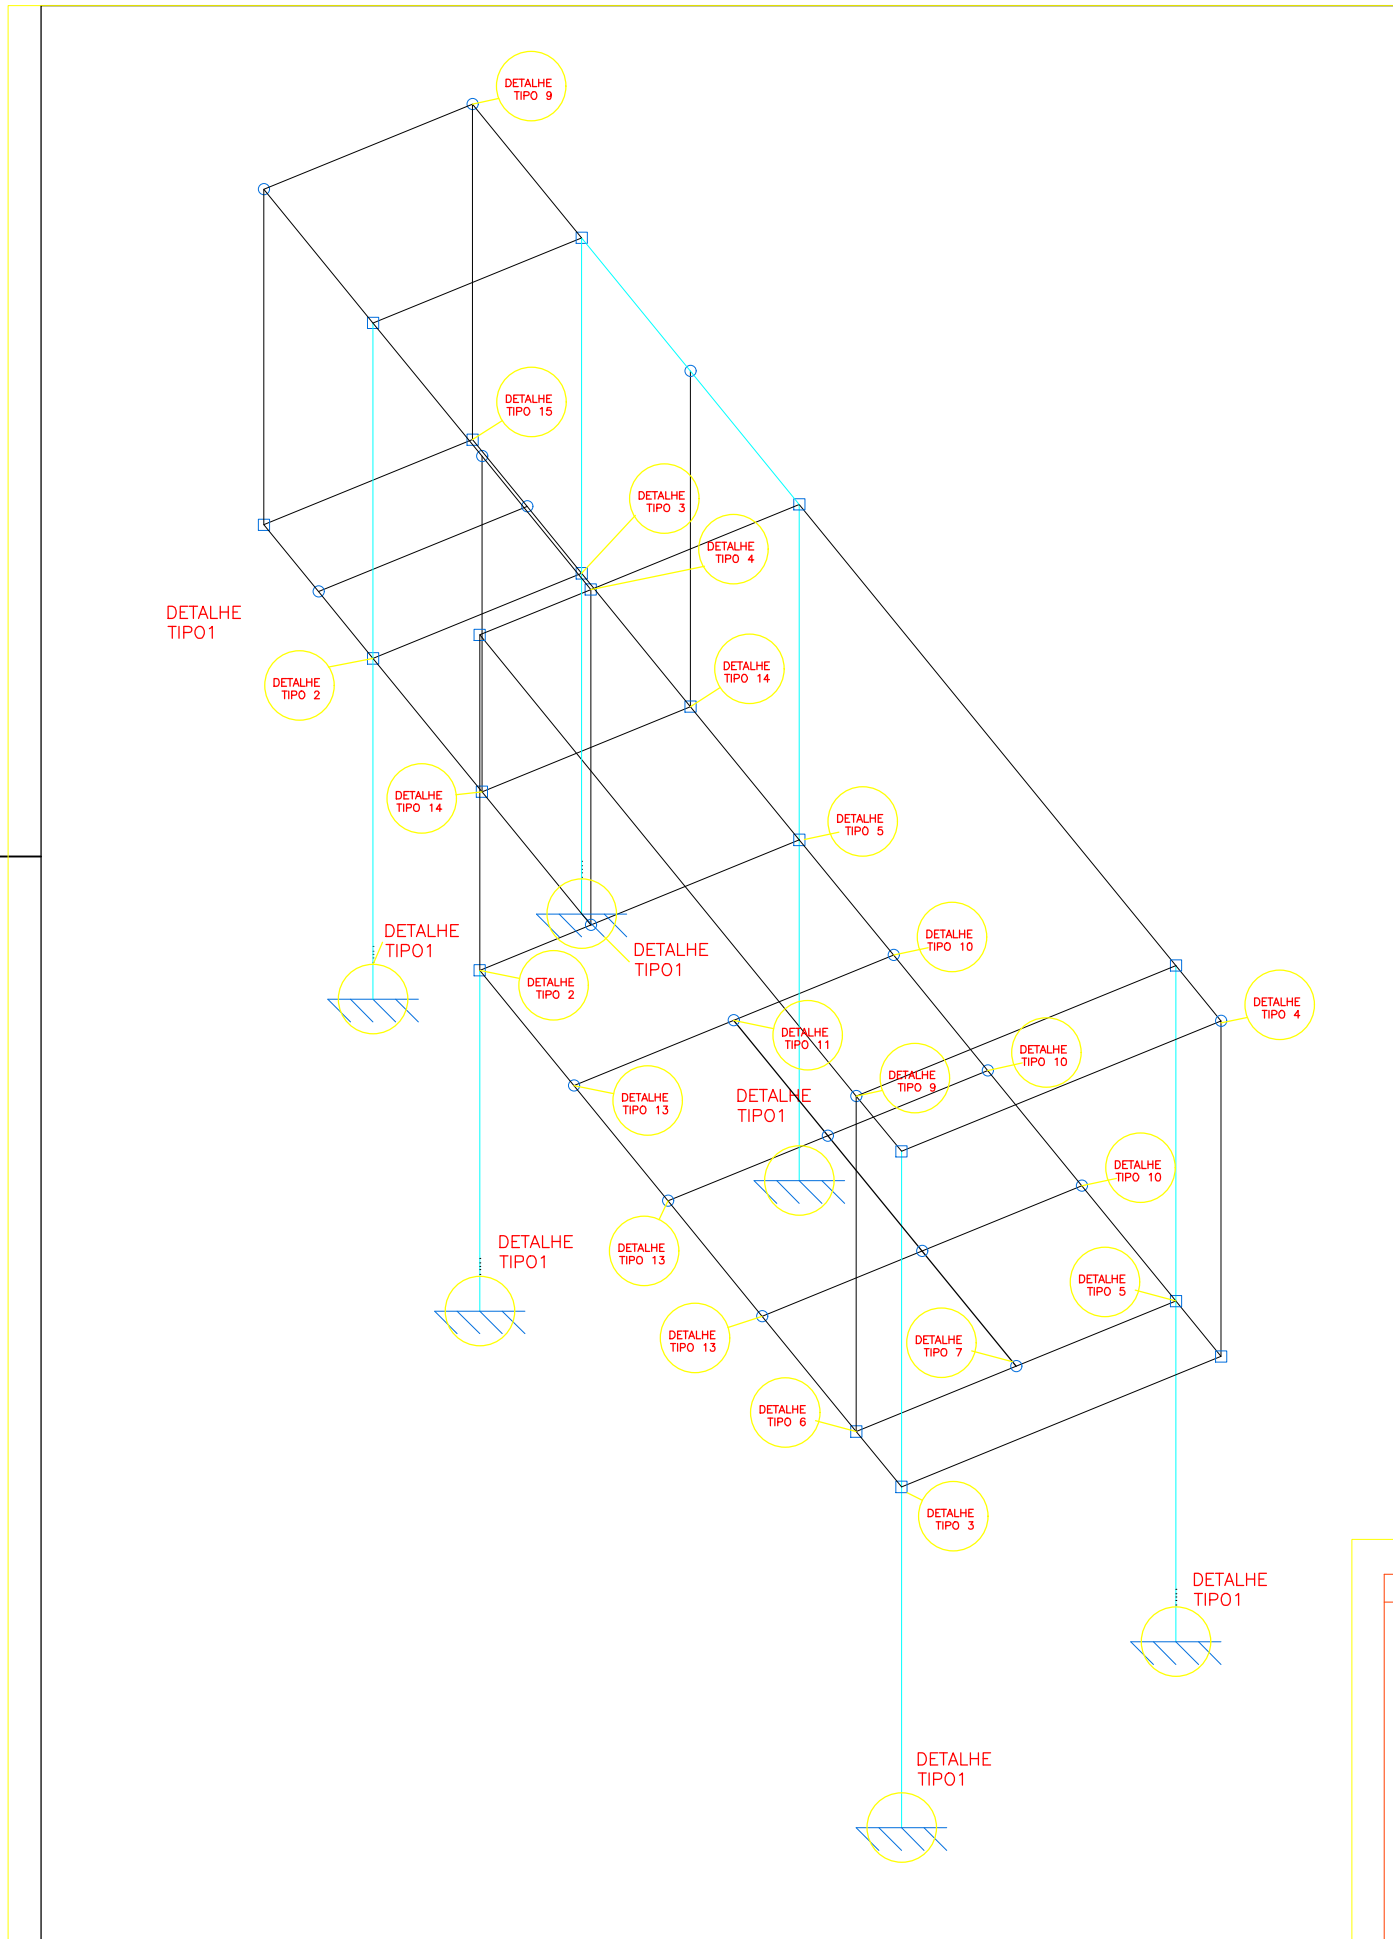 DETALHE
TIPO 9
DETALHE
TIPO 15
DETALHE
TIPO 3
DETALHE
TIPO 4
DETALHE
TIPO1
DETALHE
TIPO 2
DETALHE
TIPO 14
DETALHE
TIPO 14
DETALHE
TIPO 5
DETALHE
TIPO1
DETALHE
TIPO1
DETALHE
TIPO 10
DETALHE
TIPO 2
DETALHE
TIPO 4
DETALHE
TIPO 11
DETALHE
TIPO 10
DETALHE
TIPO 9
DETALHE
TIPO 13
DETALHE
TIPO1
DETALHE
TIPO 10
DETALHE
TIPO1
DETALHE
TIPO 13
DETALHE
TIPO 5
DETALHE
TIPO 13
DETALHE
TIPO 7
DETALHE
TIPO 6
DETALHE
TIPO 3
DETALHE
TIPO1
DETALHE
TIPO1